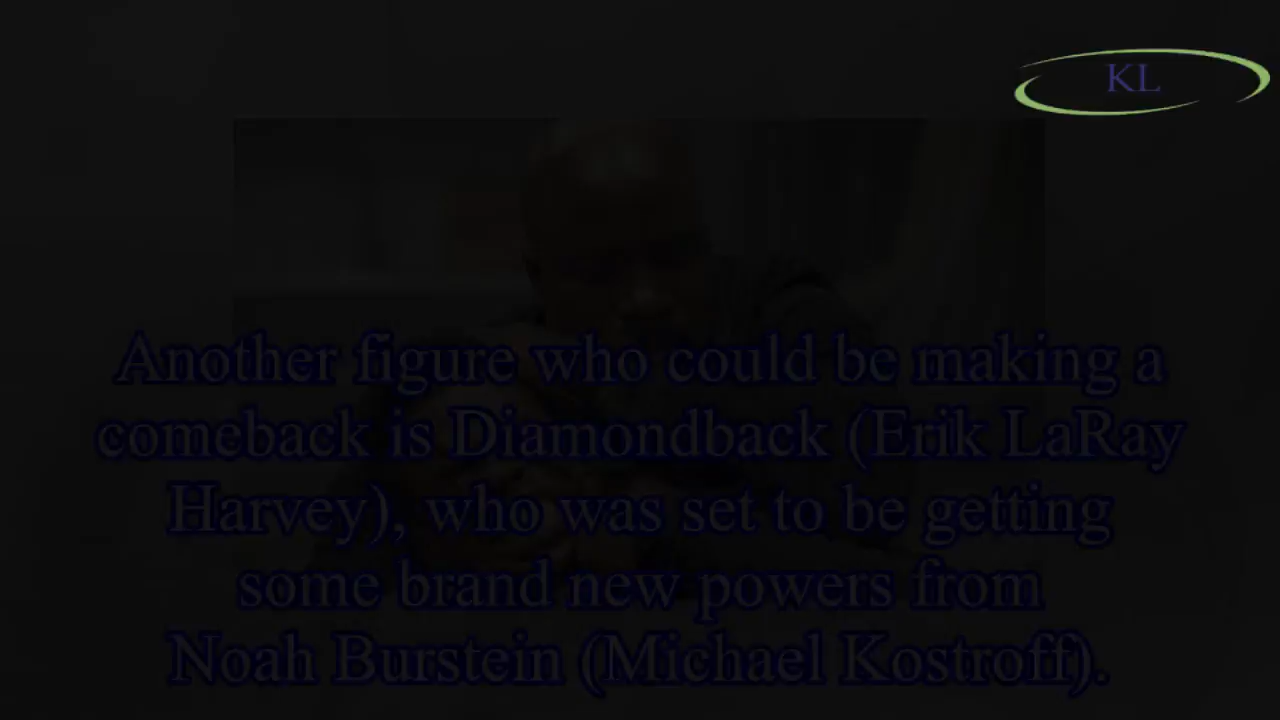 KL
Another figure who could be making a
comeback is Diamondback (Erik LaRay
Harvey), who was set to be getting
some brand new powers from
Noah Burstein (Michael Kostroff).